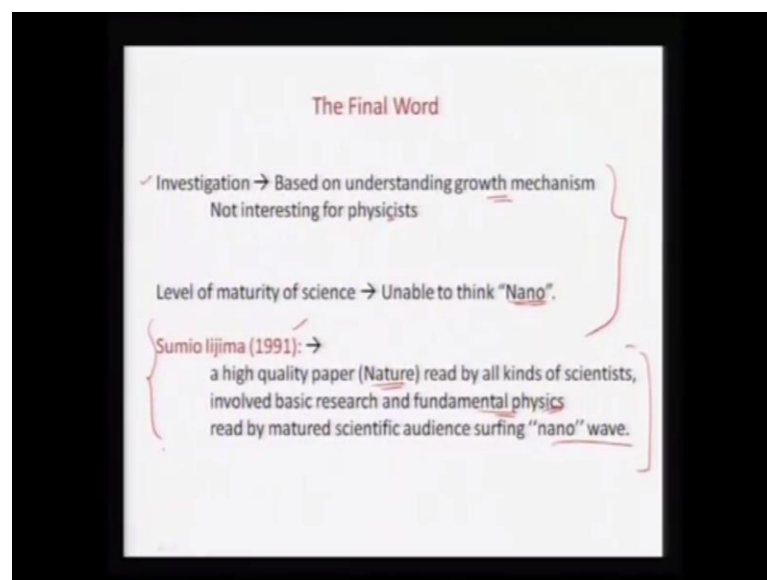 The Final Word
Investigation → Based on understanding growth mechanism
Not interesting for physicists
Level of maturity of science → Unable to think “Nano”.
Sumio Iijima (1991): →
a high quality paper (Nature) read by all kinds of scientists,
involved basic research and fundamental physics
read by matured scientific audience surfing “nano” wave.